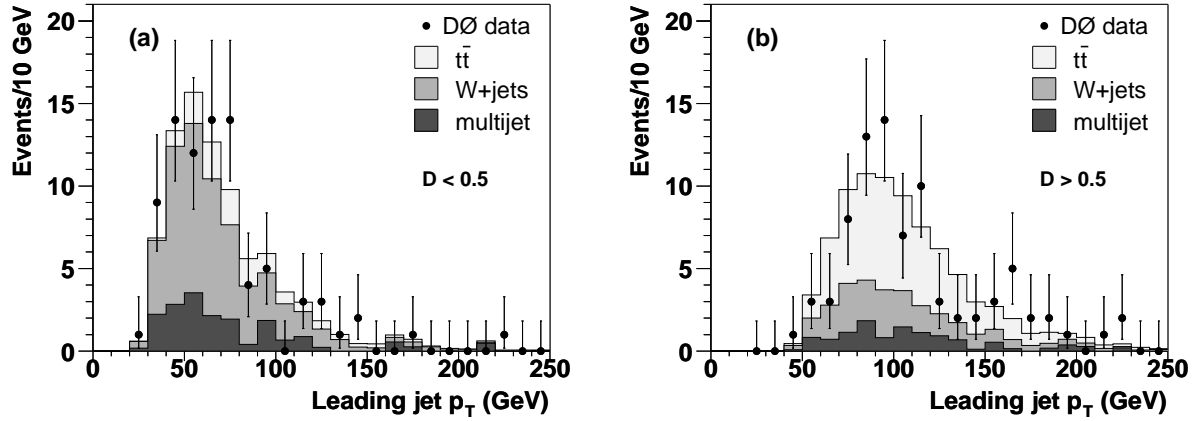 Events/10 GeV
20
15
10
5
0
(a)
DØ data
tt̄
W+jets
multijet
D < 0.5
0 50 100 150 200 250
Leading jet p_T (GeV)
Events/10 GeV
20
15
10
5
0
(b)
DØ data
tt̄
W+jets
multijet
D > 0.5
0 50 100 150 200 250
Leading jet p_T (GeV)